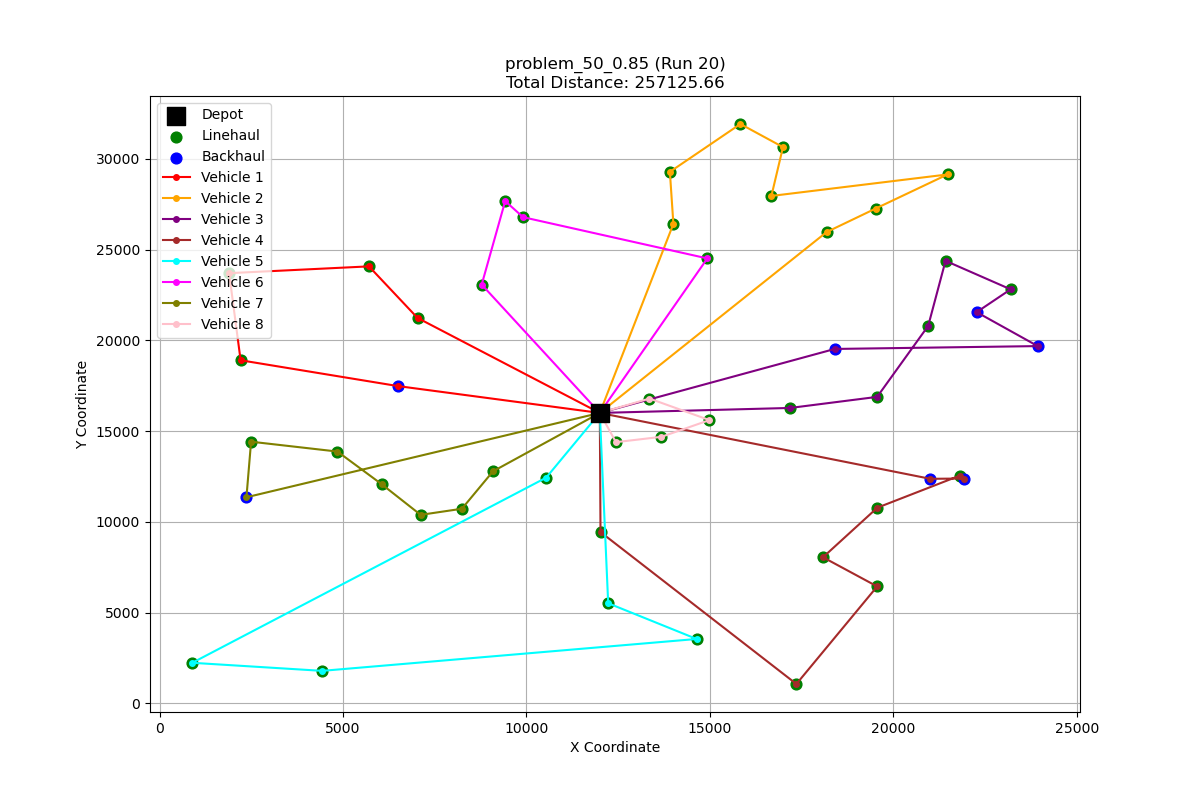 problem_50_0.85 (Run 20)
Total Distance: 257125.66
Depot
Linehaul
Backhaul
Vehicle 1
Vehicle 2
Vehicle 3
Vehicle 4
Vehicle 5
Vehicle 6
Vehicle 7
Vehicle 8
30000
25000
20000
15000
10000
5000
0
Y Coordinate
0 5000 10000 15000 20000 25000
X Coordinate